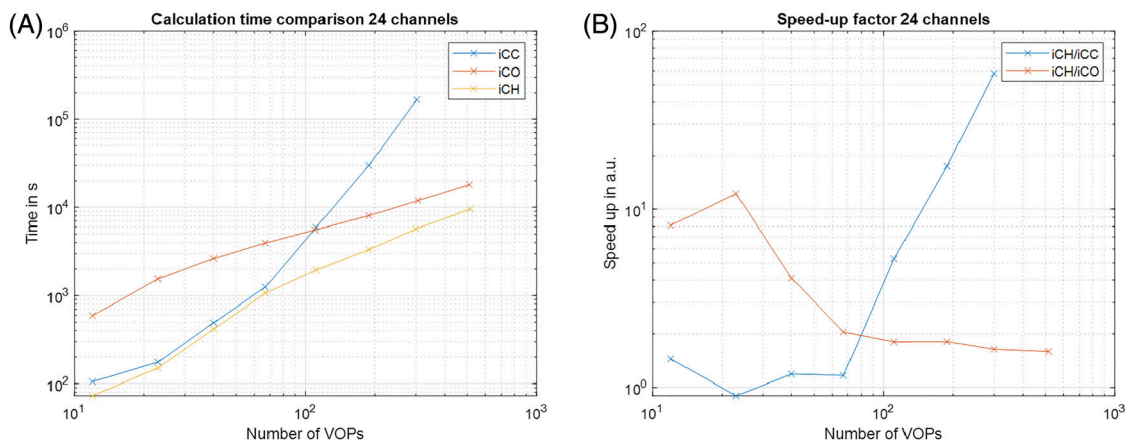 (A)
Calculation time comparison 24 channels
10^6
10^5
10^4
10^3
10^2
Time in s
iCC
iCO
iCH
10^1
10^2
10^3
Number of VOPs
(B)
Speed-up factor 24 channels
10^2
10^1
10^0
Speed up in a.u.
iCH/iCC
iCH/iCO
10^1
10^2
10^3
Number of VOPs